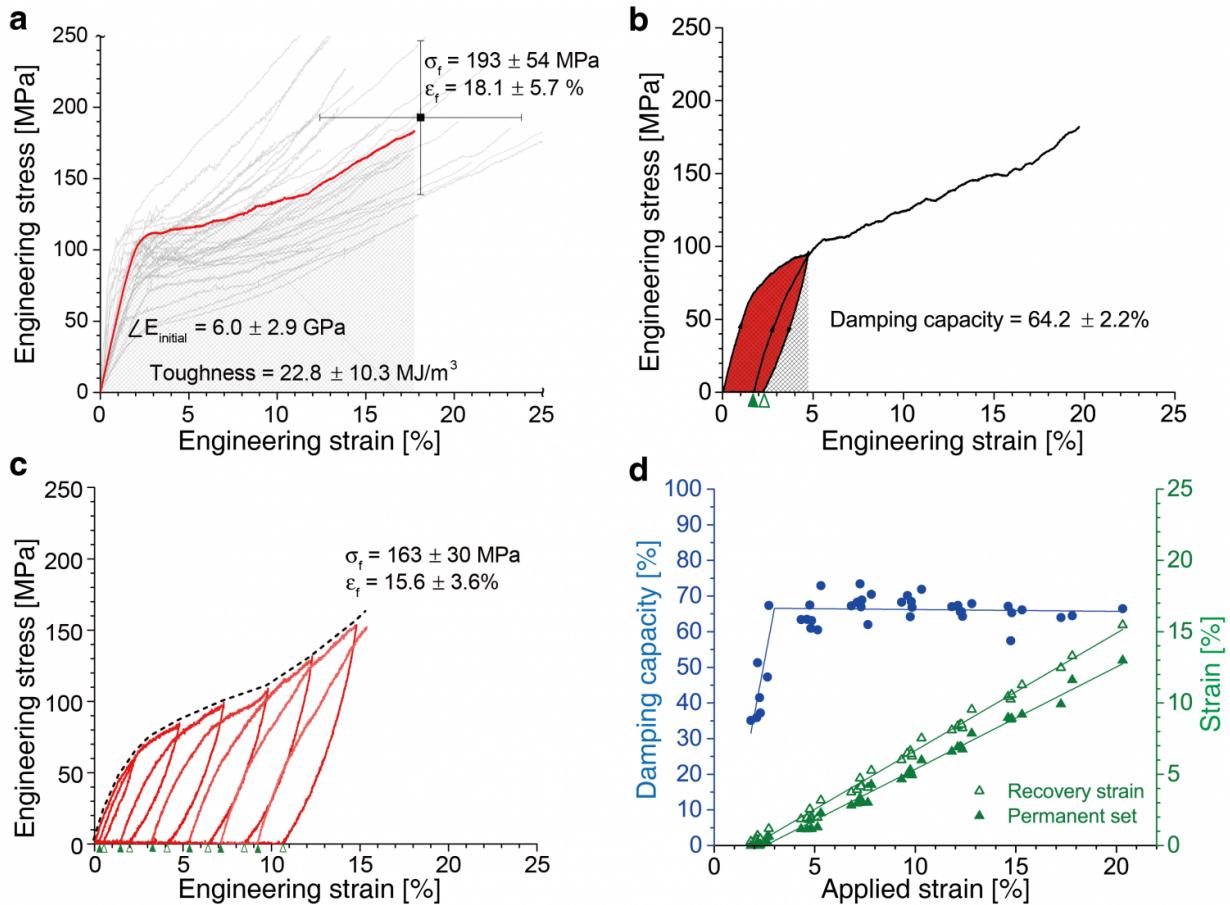 a
Engineering stress [MPa]
250
200
150
100
50
0
σf = 193 ± 54 MPa
εf = 18.1 ± 5.7 %
∠Einitial = 6.0 ± 2.9 GPa
Toughness = 22.8 ± 10.3 MJ/m³
0 5 10 15 20 25
Engineering strain [%]
b
Engineering stress [MPa]
250
200
150
100
50
0
Damping capacity = 64.2 ± 2.2%
0 5 10 15 20 25
Engineering strain [%]
c
Engineering stress [MPa]
250
200
150
100
50
0
σf = 163 ± 30 MPa
εf = 15.6 ± 3.6%
0 5 10 15 20 25
Engineering strain [%]
d
Damping capacity [%]
100
90
80
70
60
50
40
30
20
10
0
Strain [%]
25
20
15
10
5
0
Recovery strain
Permanent set
0 5 10 15 20
Applied strain [%]